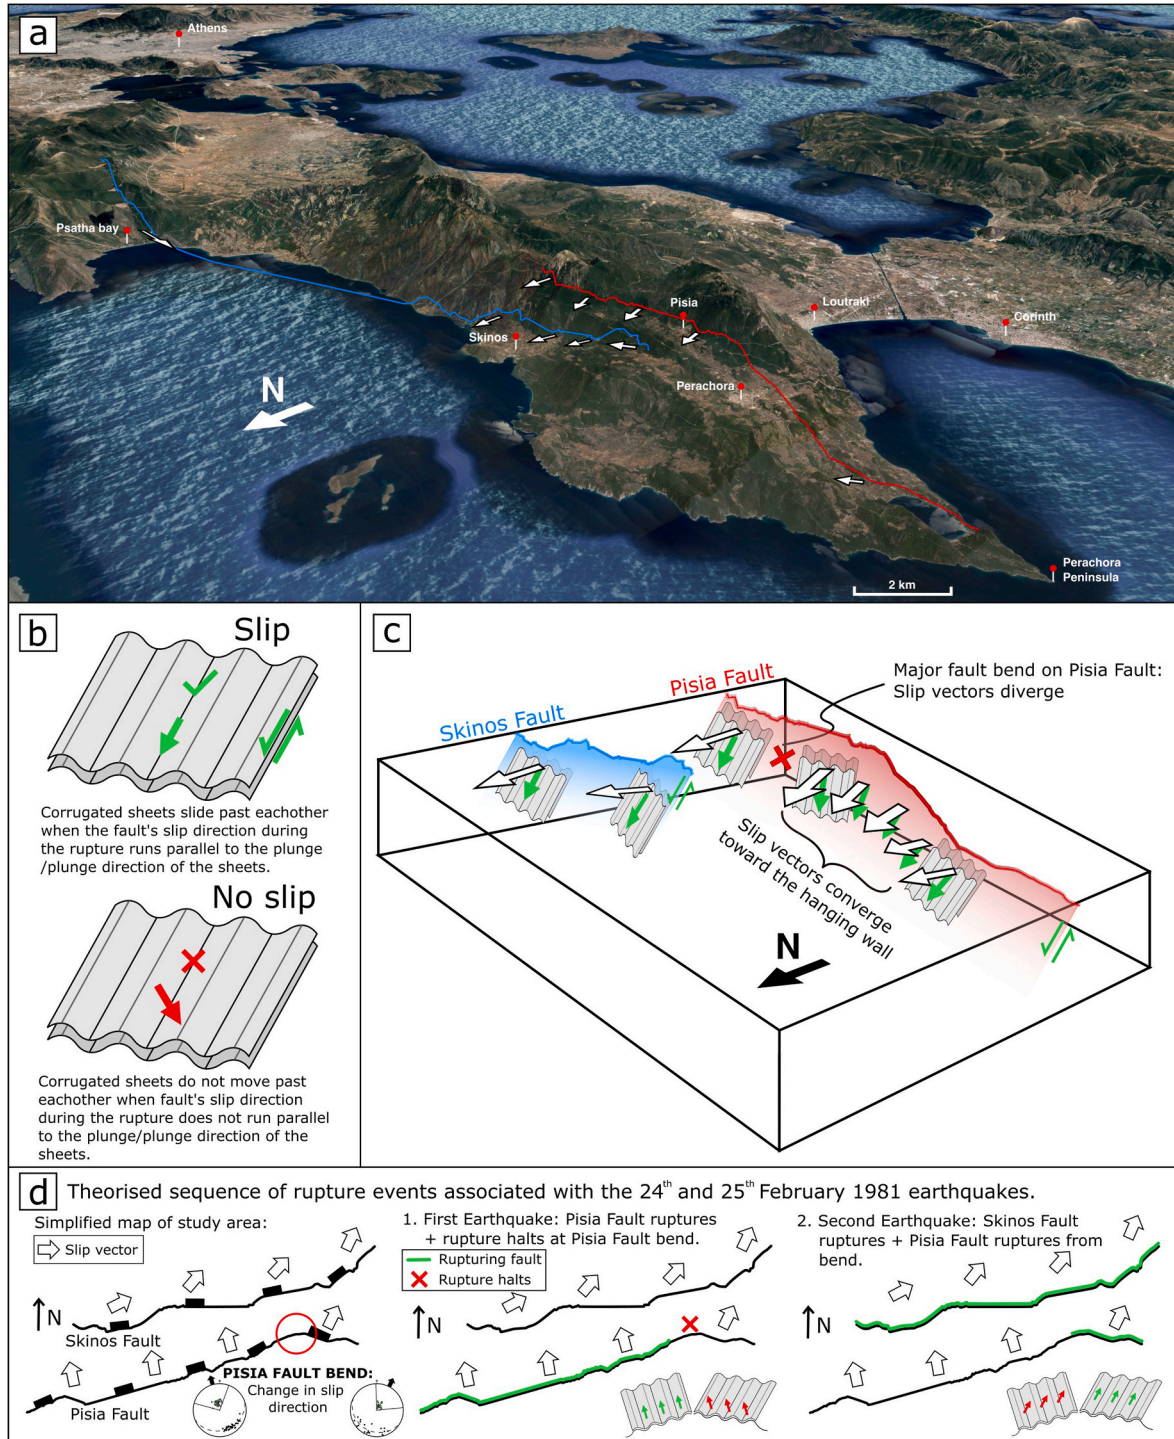 a
Athens
Psatha bay
Pisia
Loutraki
Corinth
Skinos
Perachora
N
2 km
Perachora
Peninsula
b
Slip
Corrugated sheets slide past eachother
when the fault's slip direction during
the rupture runs parallel to the plunge
/plunge direction of the sheets.
No slip
Corrugated sheets do not move past
eachother when fault's slip direction
during the rupture does not run parallel
to the plunge/plunge direction of the
sheets.
c
Major fault bend on Pisia Fault:
Slip vectors diverge
Pisia Fault
Skinos Fault
Slip vectors converge
toward the hanging wall
N
d
Theorised sequence of rupture events associated with the 24th and 25th February 1981 earthquakes.
Simplified map of study area:
Slip vector
N
Skinos Fault
PISIA FAULT BEND:
Change in slip
direction
Pisia Fault
1. First Earthquake: Pisia Fault ruptures
+ rupture halts at Pisia Fault bend.
Rupturing fault
Rupture halts
N
2. Second Earthquake: Skinos Fault
ruptures + Pisia Fault ruptures from
bend.
N